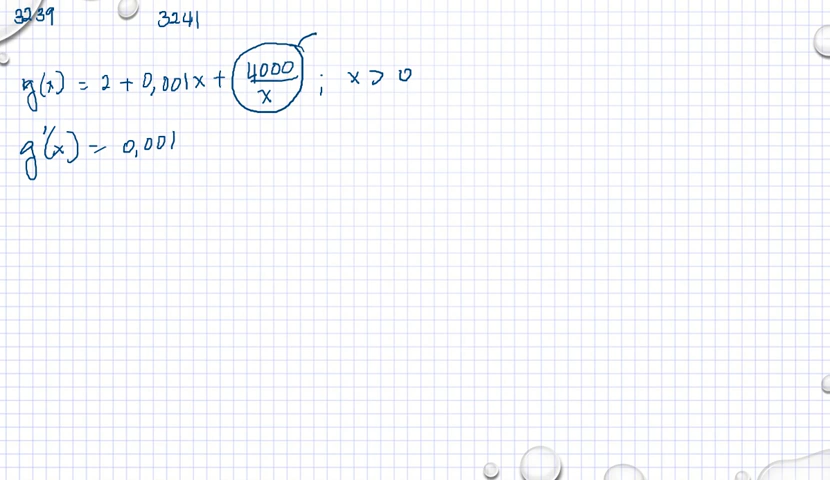 3239 3241
g(x) = 2 + 0,001x + 4000/x ; x > 0
g'(x) = 0,001